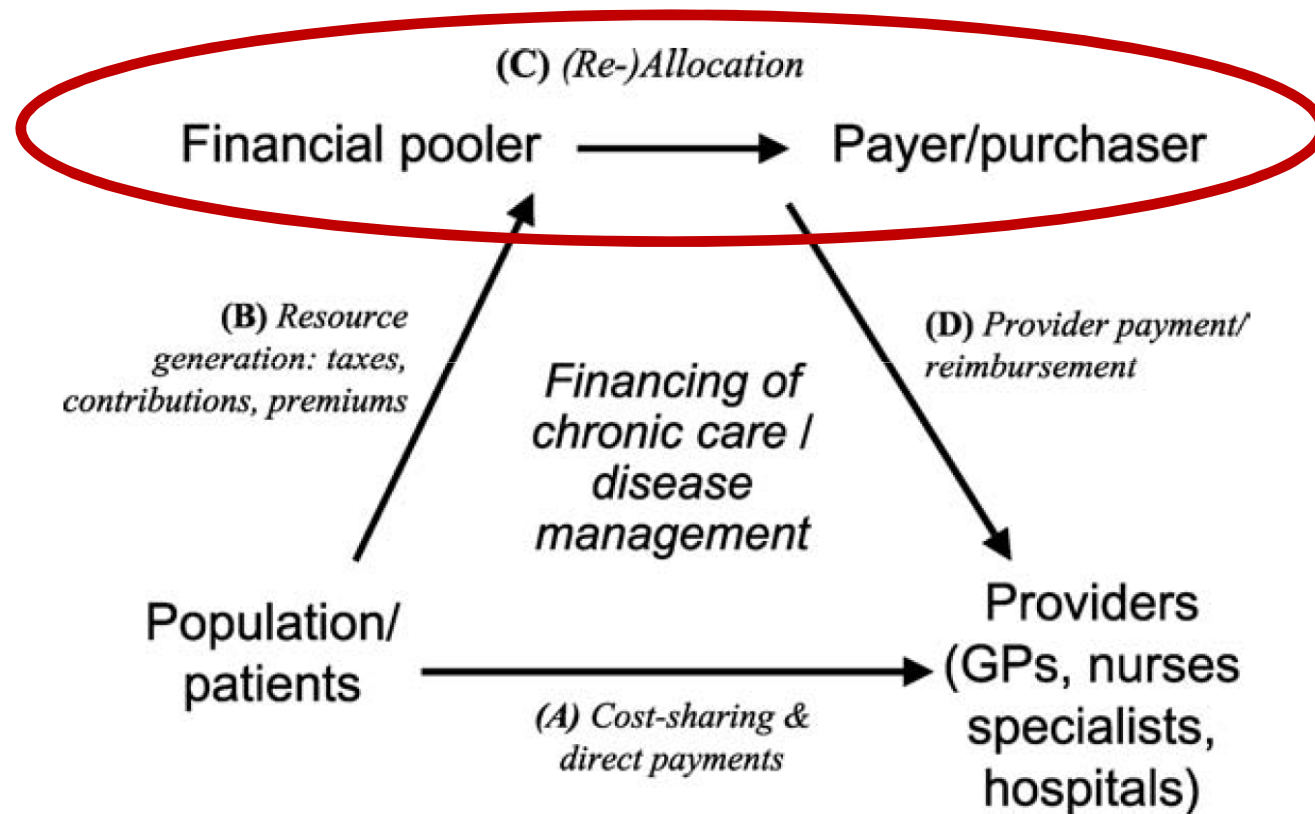 (C) (Re-)Allocation
Financial pooler
Payer/purchaser
(B) Resource
generation: taxes,
contributions, premiums
(D) Provider payment/
reimbursement
Financing of
chronic care /
disease
management
Population/
patients
Providers
(GPs, nurses
specialists,
hospitals)
(A) Cost-sharing &
direct payments